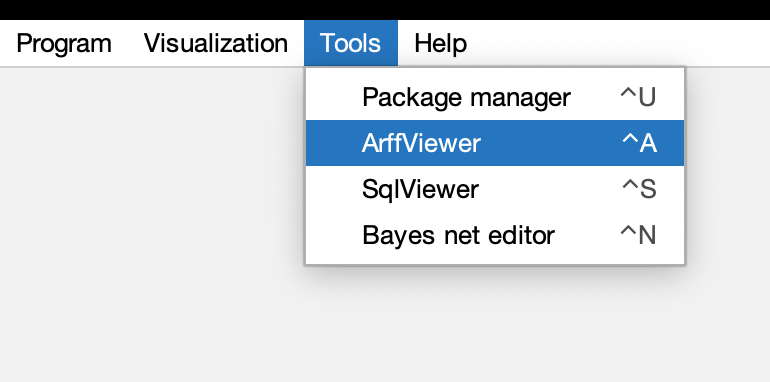 Program Visualization Tools Help
Package manager ^U
ArffViewer ^A
SqlViewer ^S
Bayes net editor ^N